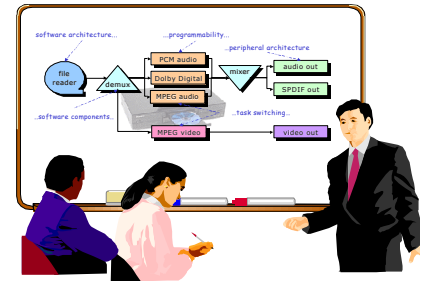 software architecture...
...programmability...
..peripheral architecture
file
reader
demux
PCM audio
Dolby Digital
MPEG audio
mixer
audio out
SPDIF out
..software components..
..task switching...
MPEG video
video out